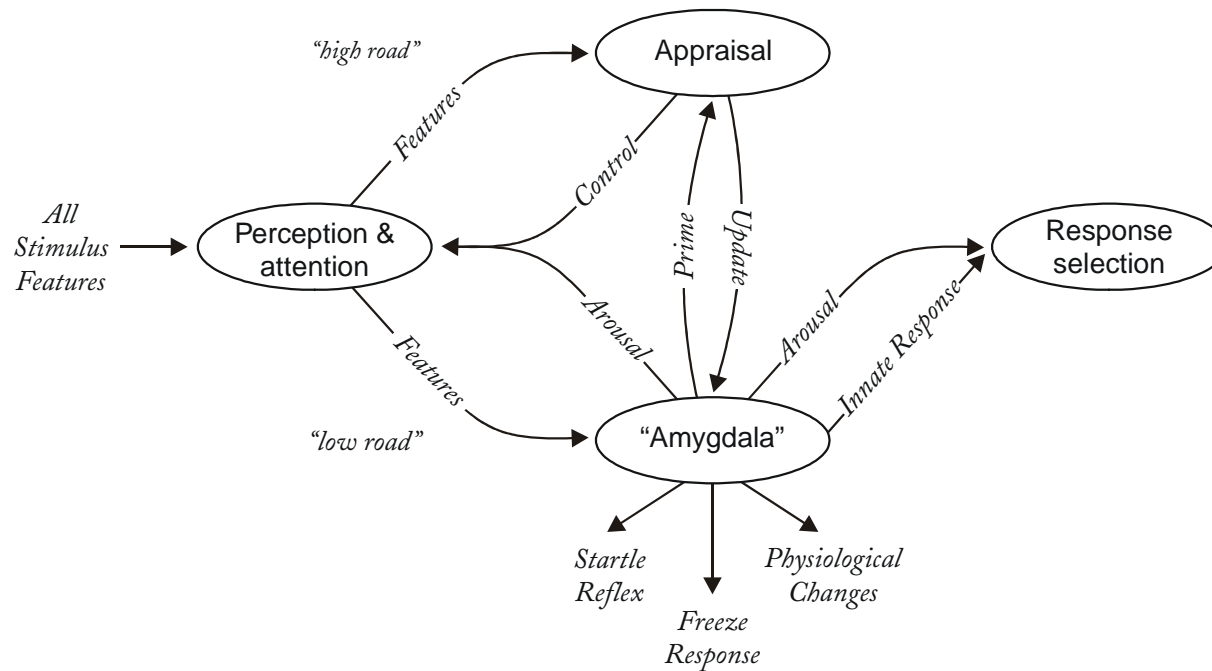 “high road”
Appraisal
Features
Control
All
Stimulus
Features
Perception &
attention
Prime
Update
Response
selection
Features
Arousal
Arousal
Innate Response
“low road”
“Amygdala”
Startle
Reflex
Physiological
Changes
Freeze
Response